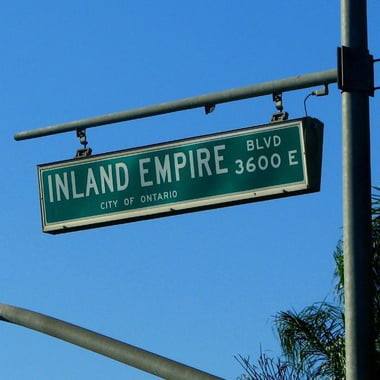 INLAND EMPIRE BLVD
3600 E
CITY OF ONTARIO